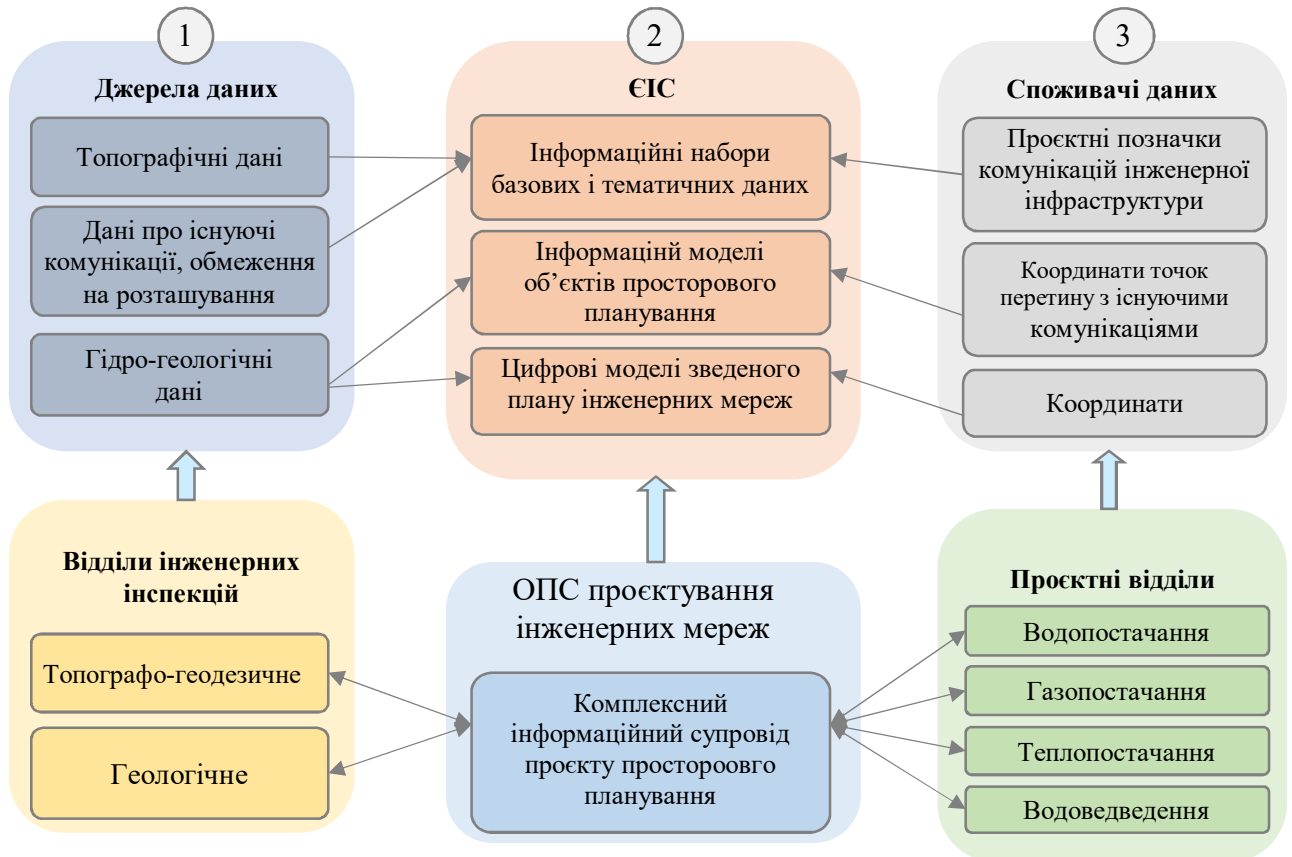 1
Джерела даних
Топографічні дані
Дані про існуючі
комунікації, обмеження
на розташування
Гідро-геологічні
дані
2
ЄІС
Інформаційні набори
базових і тематичних даних
Інформаціній моделі
об’єктів просторового
планування
Цифрові моделі зведеного
плану інженерних мереж
3
Споживачі даних
Проєктні позначки
комунікацій інженерної
інфраструктури
Координати точок
перетину з існуючими
комунікаціями
Координати
Відділи інженерних
інспекцій
Топографо-геодезичне
Геологічне
ОПС проєктування
інженерних мереж
Комплексний
інформаційний супровід
проєкту простороовго
планування
Проєктні відділи
Водопостачання
Газопостачання
Теплопостачання
Водоведведення